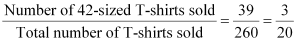 Number of 42-sized T-shirts sold / Total number of T-shirts sold = 39/260 = 3/20